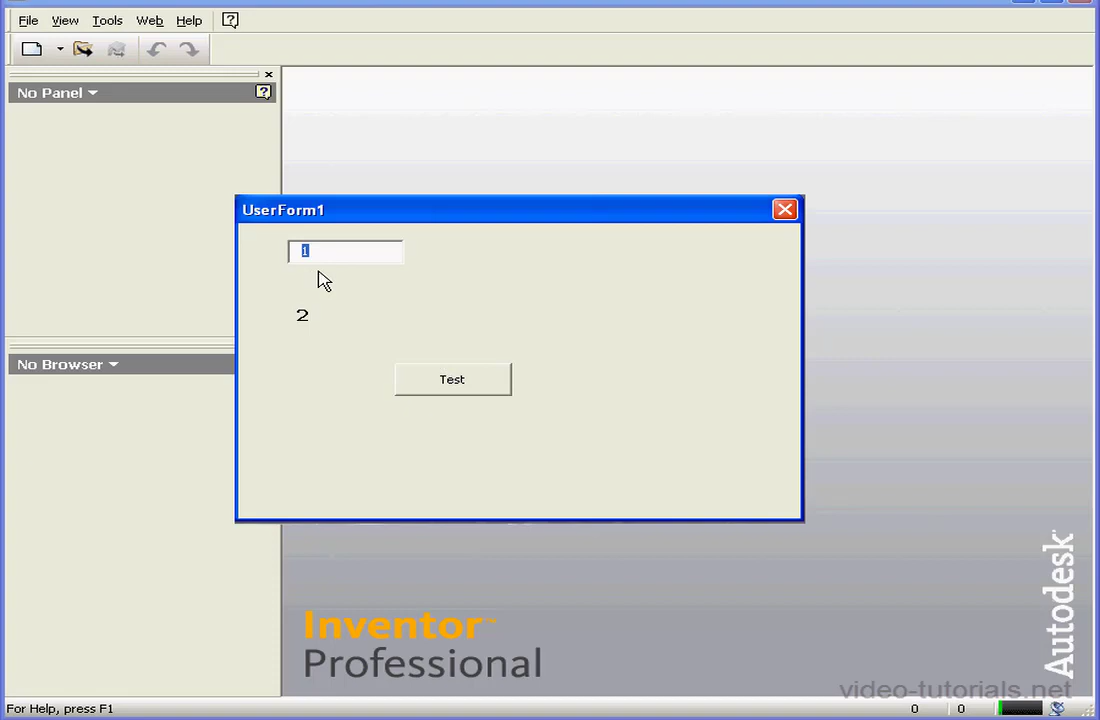 File View Tools Web Help
No Panel
UserForm1
1
2
No Browser
Test
Inventor™
Professional
Autodesk
video-tutorials.net
For Help, press F1 0 0